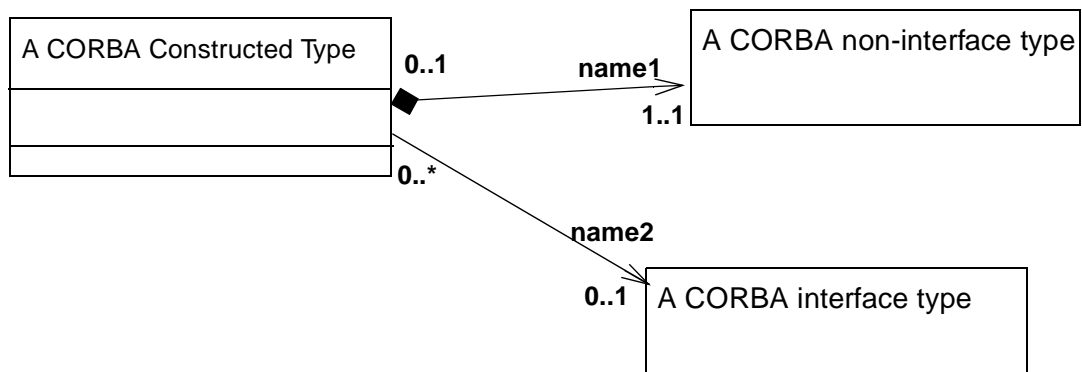 A CORBA Constructed Type
0..1
name1
1..1
A CORBA non-interface type
0..*
name2
0..1
A CORBA interface type